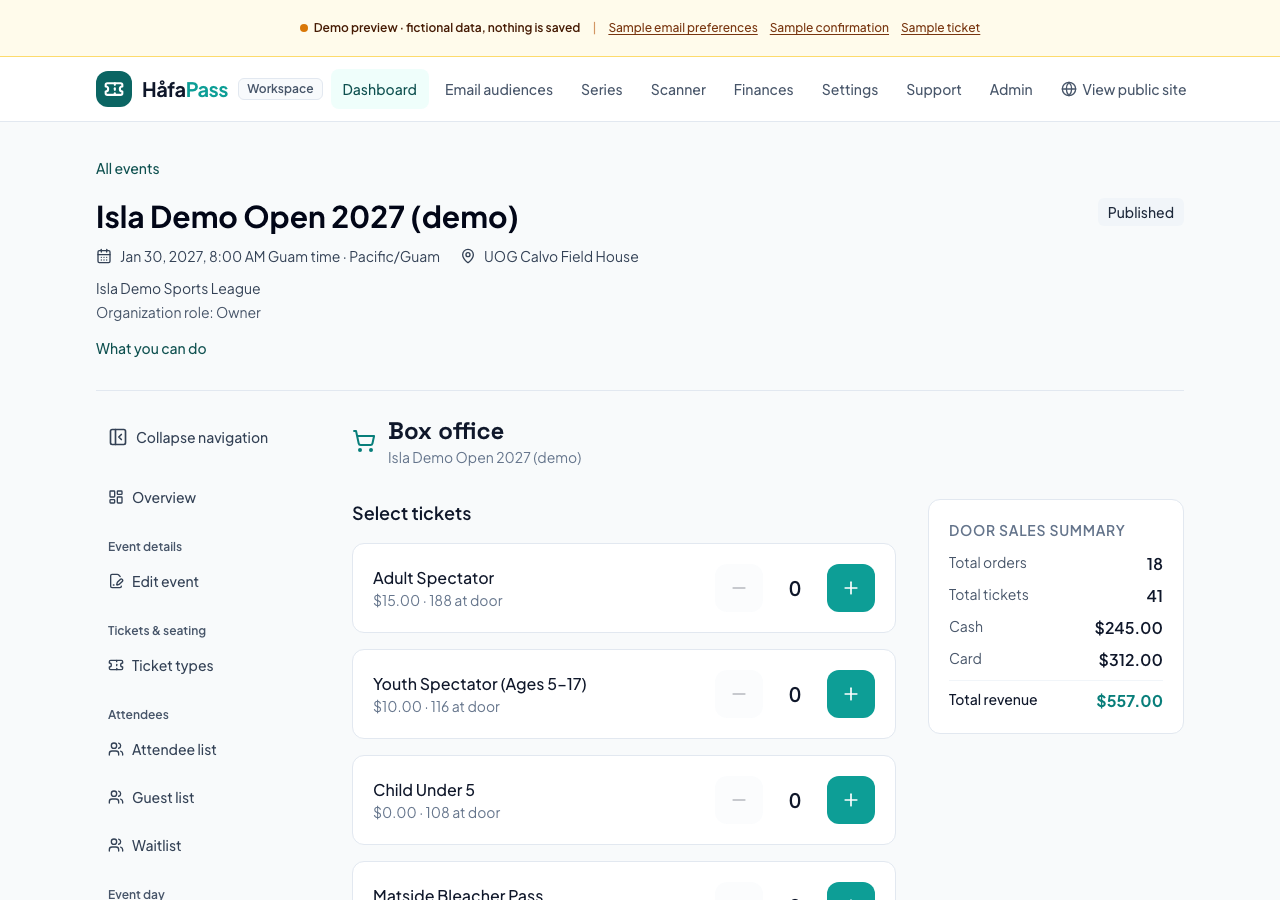 Demo preview · fictional data, nothing is saved | Sample email preferences Sample confirmation Sample ticket
HåfaPass Workspace Dashboard Email audiences Series Scanner Finances Settings Support Admin View public site
All events
Isla Demo Open 2027 (demo) Published
Jan 30, 2027, 8:00 AM Guam time · Pacific/Guam UOG Calvo Field House
Isla Demo Sports League
Organization role: Owner
What you can do
Collapse navigation
Overview
Event details
Edit event
Tickets & seating
Ticket types
Attendees
Attendee list
Guest list
Waitlist
Event day
Box office
Isla Demo Open 2027 (demo)
Select tickets
Adult Spectator
$15.00 · 188 at door
0
Youth Spectator (Ages 5–17)
$10.00 · 116 at door
0
Child Under 5
$0.00 · 108 at door
0
Matside Bleacher Pass
DOOR SALES SUMMARY
Total orders 18
Total tickets 41
Cash $245.00
Card $312.00
Total revenue $557.00